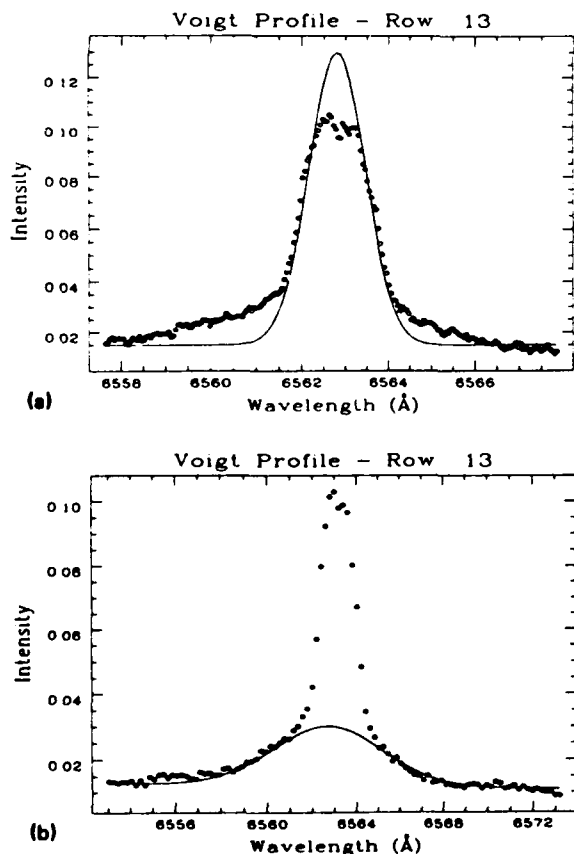 Voigt Profile - Row 13
0.12
0.10
0.08
0.06
0.04
0.02
Intensity
6558 6560 6562 6564 6566
Wavelength (Å)
(a)
Voigt Profile - Row 13
0.10
0.08
0.06
0.04
0.02
Intensity
6556 6560 6564 6568 6572
Wavelength (Å)
(b)